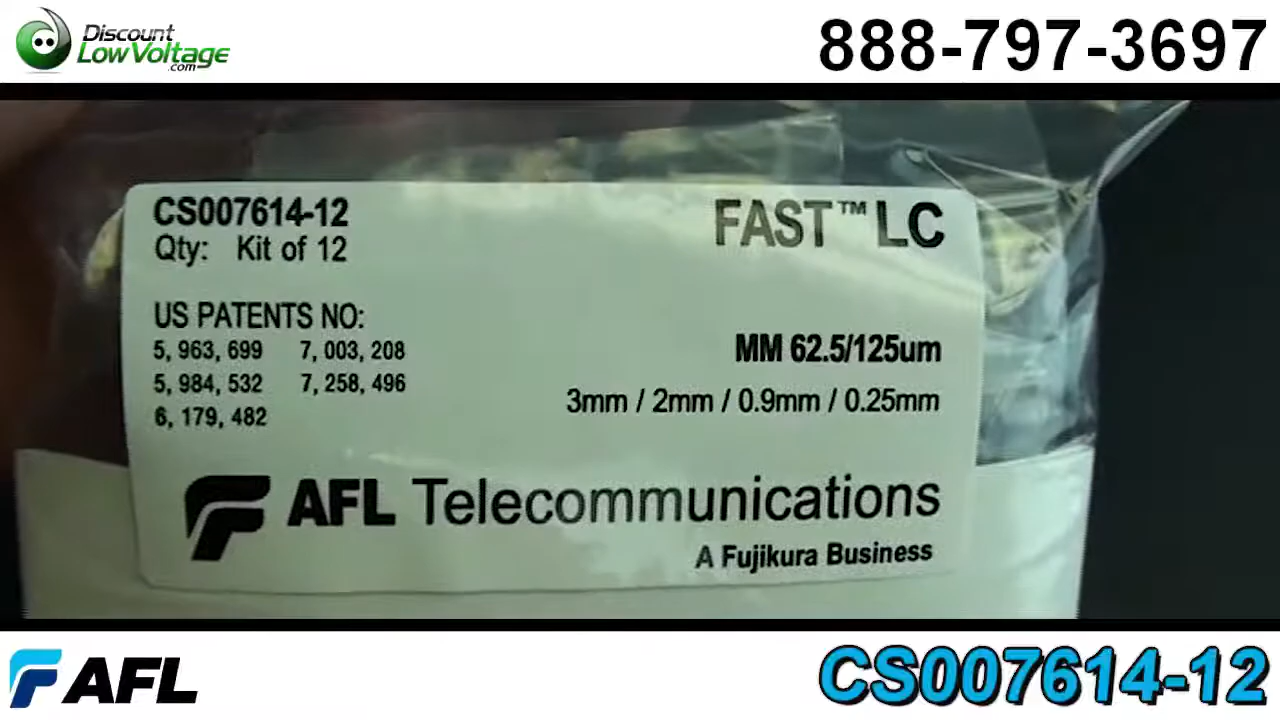 Discount
LowVoltage
.com
888-797-3697
CS007614-12
Qty: Kit of 12
FAST™ LC
US PATENTS NO:
5, 963, 699 7, 003, 208
5, 984, 532 7, 258, 496
6, 179, 482
MM 62.5/125um
3mm / 2mm / 0.9mm / 0.25mm
AFL Telecommunications
A Fujikura Business
AFL
CS007614-12